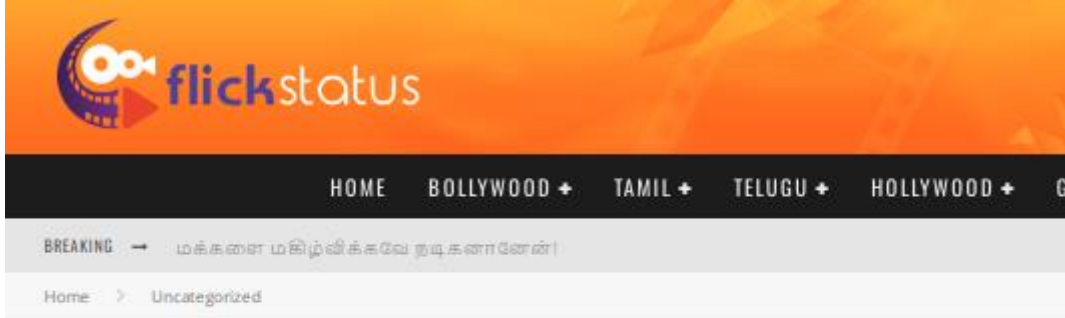 flickstatus
HOME BOLLYWOOD + TAMIL + TELUGU + HOLLYWOOD + G
BREAKING → மக்களை மகிழ்விக்கவே நடிகனானேன்!
Home > Uncategorized